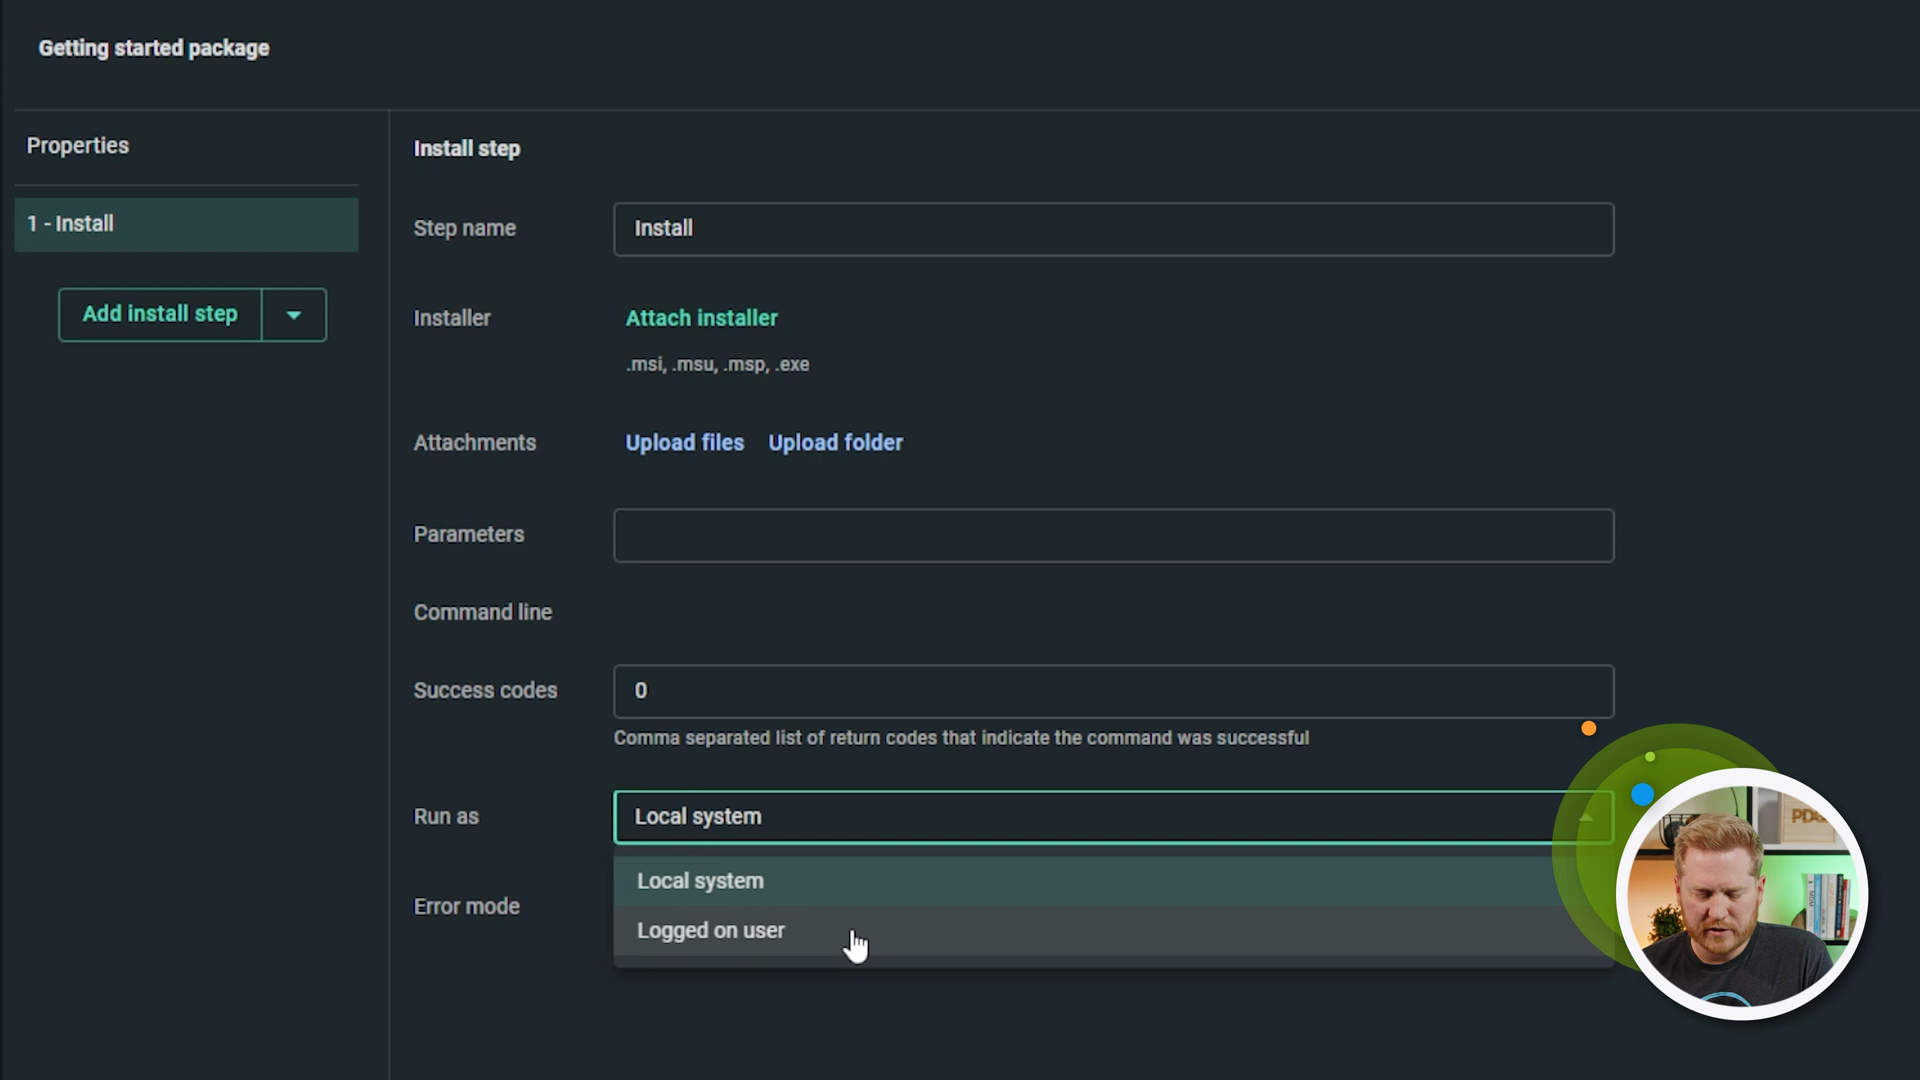 Getting started package
Properties
1 - Install
Add install step
Install step
Step name
Install
Installer
Attach installer
.msi, .msu, .msp, .exe
Attachments
Upload files Upload folder
Parameters
Command line
Success codes
0
Comma separated list of return codes that indicate the command was successful
Run as
Local system
Local system
Logged on user
Error mode